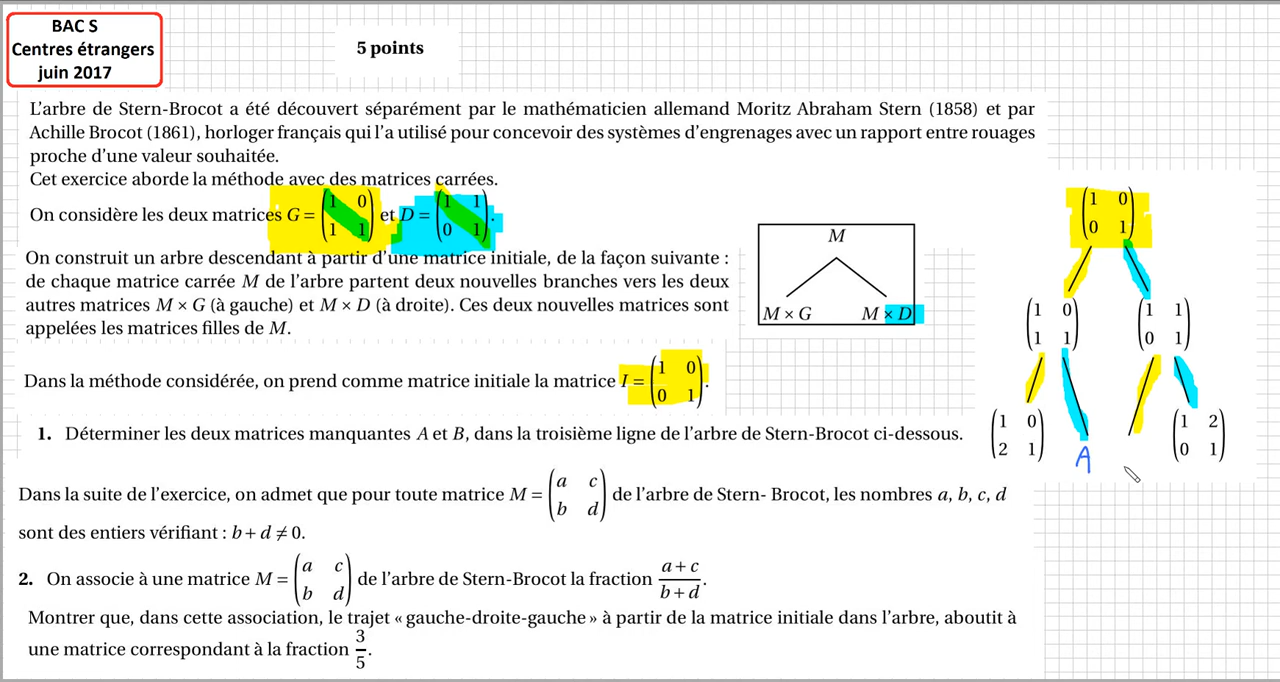 BAC S
Centres étrangers
juin 2017
5 points
L'arbre de Stern-Brocot a été découvert séparément par le mathématicien allemand Moritz Abraham Stern (1858) et par
Achille Brocot (1861), horloger français qui l'a utilisé pour concevoir des systèmes d'engrenages avec un rapport entre rouages
proche d'une valeur souhaitée.
Cet exercice aborde la méthode avec des matrices carrées.
On considère les deux matrices G = (1 0 1 1) et D = (1 1 0 1).
On construit un arbre descendant à partir d'une matrice initiale, de la façon suivante :
de chaque matrice carrée M de l'arbre partent deux nouvelles branches vers les deux
autres matrices M × G (à gauche) et M × D (à droite). Ces deux nouvelles matrices sont
appelées les matrices filles de M.
M
M × G M × D
Dans la méthode considérée, on prend comme matrice initiale la matrice I = (1 0 0 1).
1 0
0 1
1 0 1 1
1 1 0 1
1 0 1 2
2 1 0 1
A
1. Déterminer les deux matrices manquantes A et B, dans la troisième ligne de l'arbre de Stern-Brocot ci-dessous.
Dans la suite de l'exercice, on admet que pour toute matrice M = (a c b d) de l'arbre de Stern- Brocot, les nombres a, b, c, d
sont des entiers vérifiant : b + d ≠ 0.
2. On associe à une matrice M = (a c b d) de l'arbre de Stern-Brocot la fraction a + c / b + d.
Montrer que, dans cette association, le trajet « gauche-droite-gauche » à partir de la matrice initiale dans l'arbre, aboutit à
une matrice correspondant à la fraction 3/5.